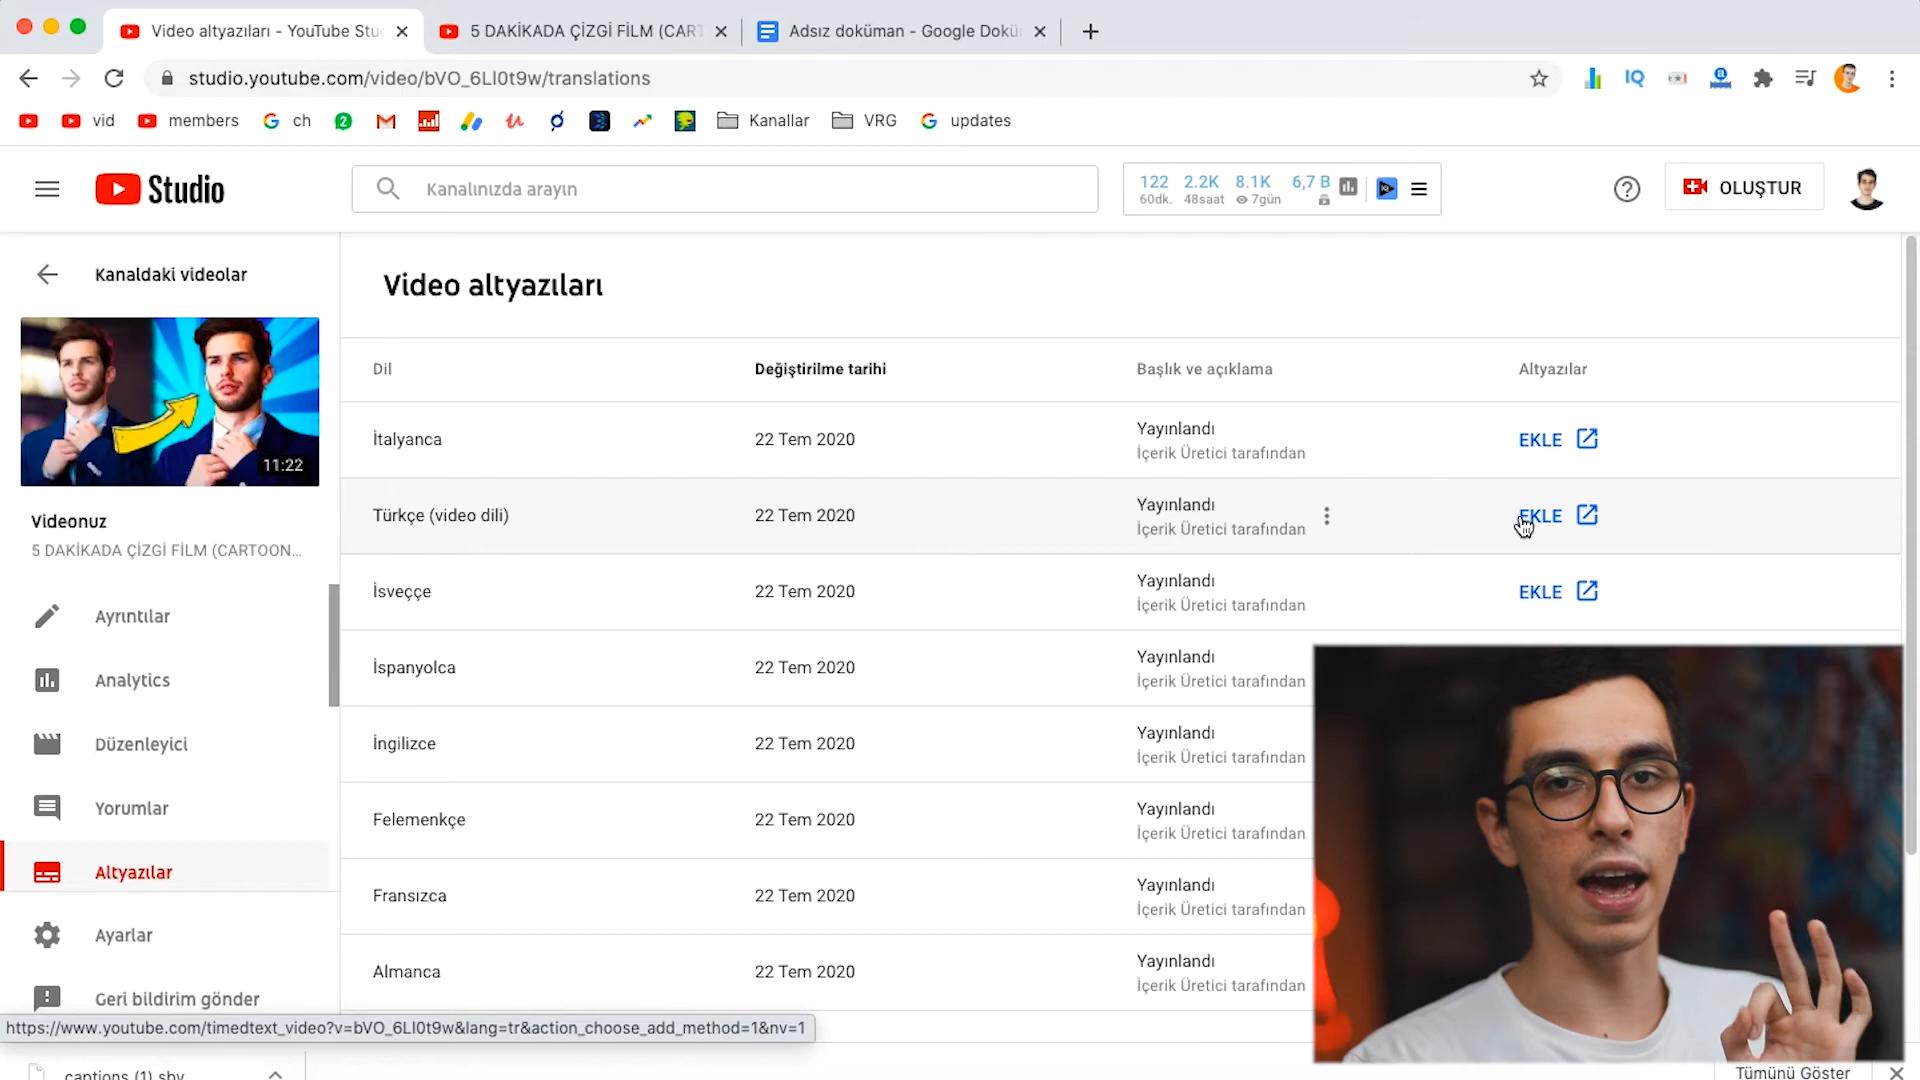 Video altyazıları - YouTube Stu
5 DAKİKADA ÇİZGİ FİLM (CART
Adsız doküman - Google Dokü
studio.youtube.com/video/bVO_6LI0t9w/translations
IQ
vid
members
ch
2
Kanallar
VRG
updates
Studio
Kanalınızda arayın
122 2.2K 8.1K 6,7 B
60dk. 48saat 7gün
OLUŞTUR
Kanaldaki videolar
11:22
Videonuz
5 DAKİKADA ÇİZGİ FİLM (CARTOON...
Ayrıntılar
Analytics
Düzenleyici
Yorumlar
Altyazılar
Ayarlar
Geri bildirim gönder
Video altyazıları
Dil Değiştirilme tarihi Başlık ve açıklama Altyazılar
İtalyanca 22 Tem 2020 Yayınlandı EKLE
İçerik Üretici tarafından
Türkçe (video dili) 22 Tem 2020 Yayınlandı EKLE
İçerik Üretici tarafından
İsveççe 22 Tem 2020 Yayınlandı EKLE
İçerik Üretici tarafından
İspanyolca 22 Tem 2020 Yayınlandı
İçerik Üretici tarafından
İngilizce 22 Tem 2020 Yayınlandı
İçerik Üretici tarafından
Felemenkçe 22 Tem 2020 Yayınlandı
İçerik Üretici tarafından
Fransızca 22 Tem 2020 Yayınlandı
İçerik Üretici tarafından
Almanca 22 Tem 2020 Yayınlandı
İçerik Üretici tarafından
https://www.youtube.com/timedtext_video?v=bVO_6LI0t9w&lang=tr&action_choose_add_method=1&nv=1
captions (1).sbv
Tümünü Göster